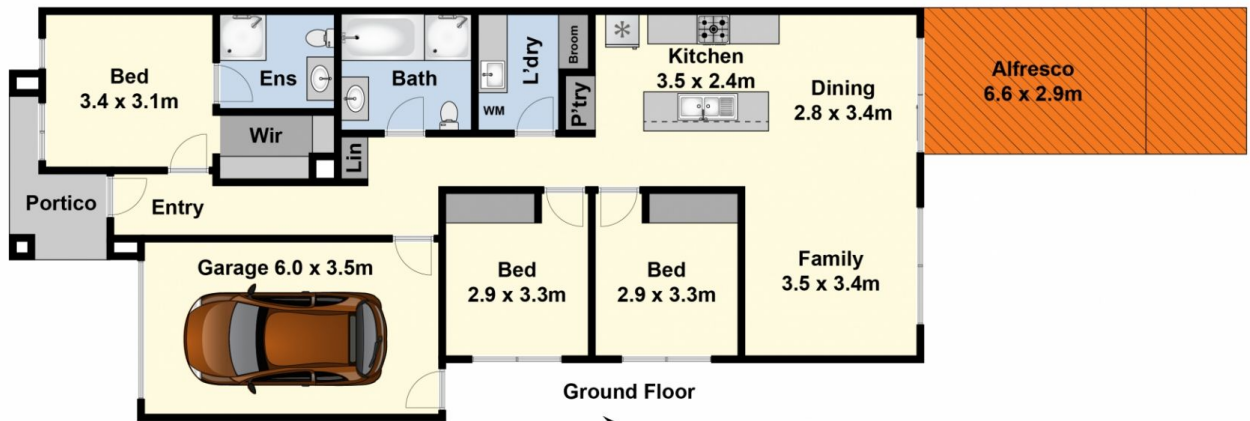 Bed
3.4 x 3.1m
Ens
Bath
L'dry
Broom
WM
P'try
Kitchen
3.5 x 2.4m
Dining
2.8 x 3.4m
Alfresco
6.6 x 2.9m
Wir
Lin
Portico
Entry
Garage 6.0 x 3.5m
Bed
2.9 x 3.3m
Bed
2.9 x 3.3m
Family
3.5 x 3.4m
Ground Floor